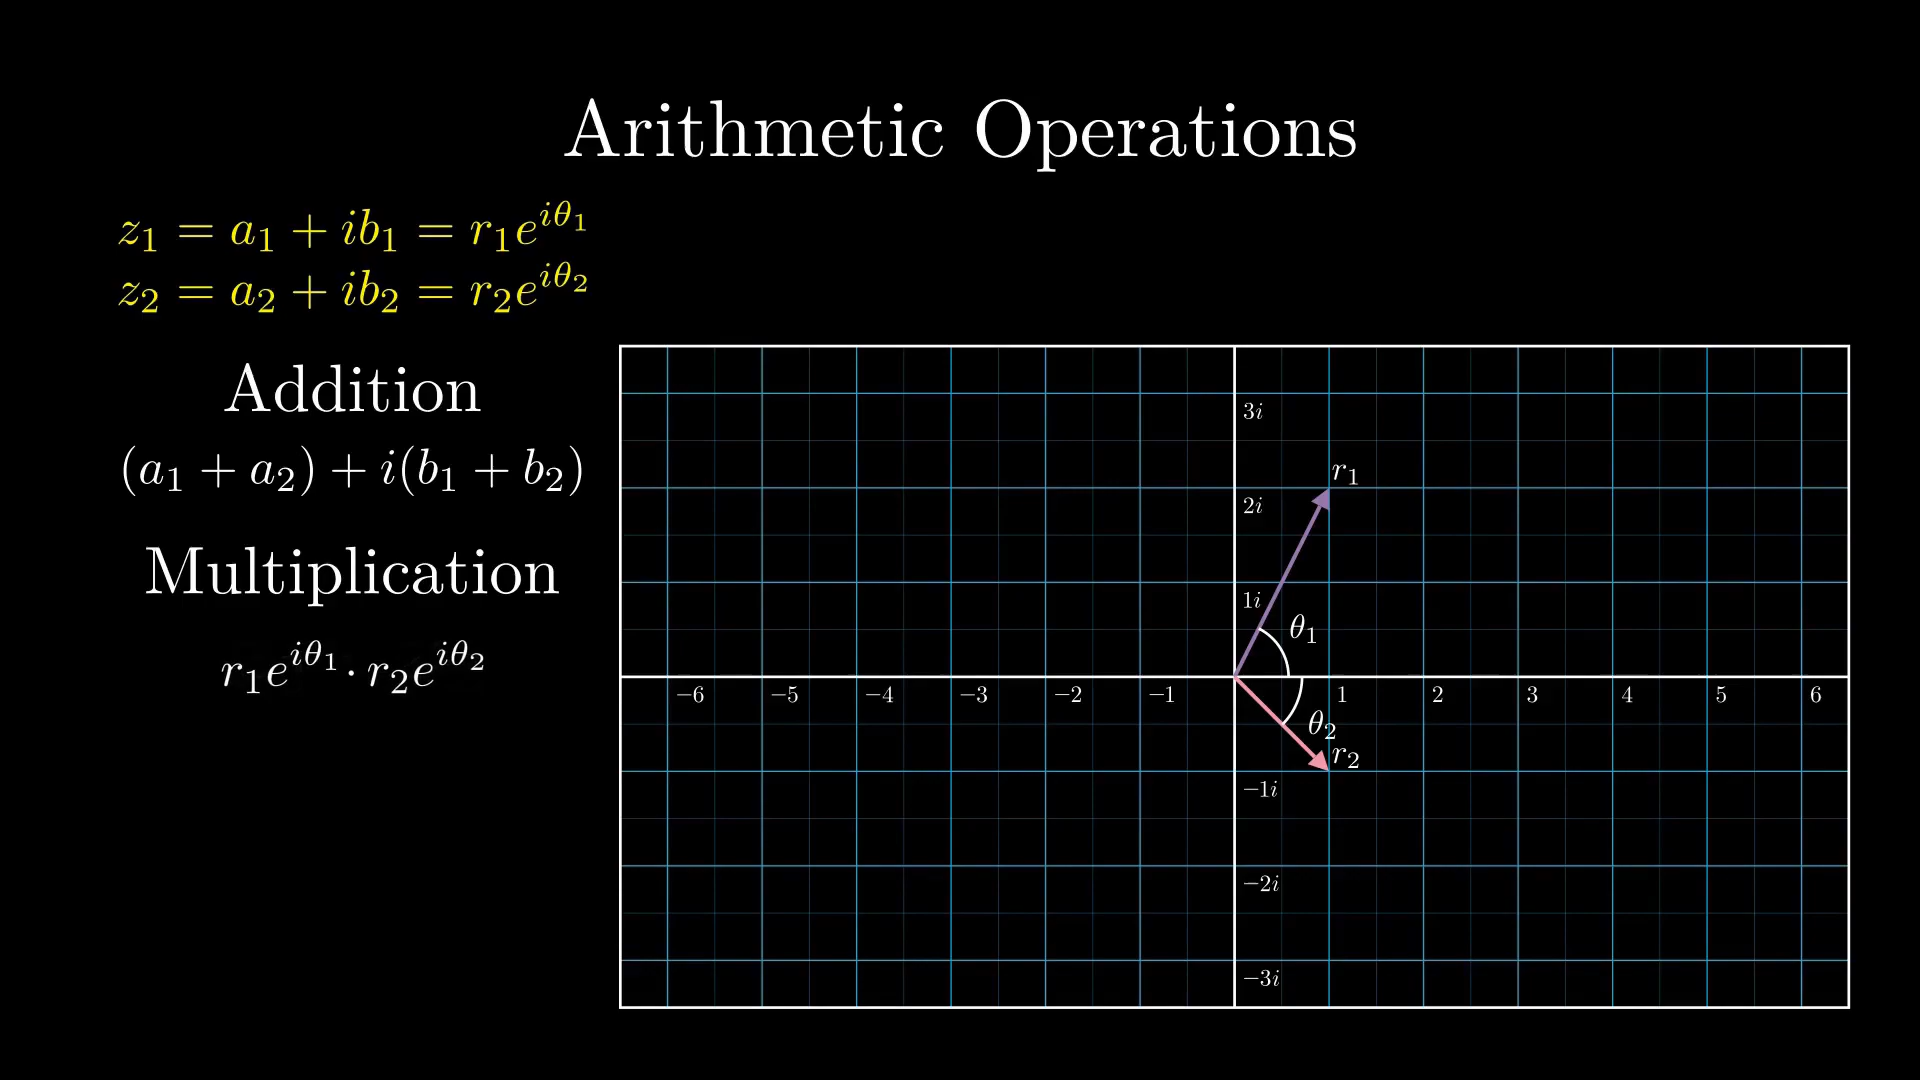 Arithmetic Operations
z₁ = a₁ + ib₁ = r₁e^{iθ₁}
z₂ = a₂ + ib₂ = r₂e^{iθ₂}
Addition
(a₁ + a₂) + i(b₁ + b₂)
Multiplication
r₁e^{iθ₁} · r₂e^{iθ₂}
3i
r₁
2i
1i
θ₁
−6 −5 −4 −3 −2 −1 1 2 3 4 5 6
θ₂
r₂
−1i
−2i
−3i